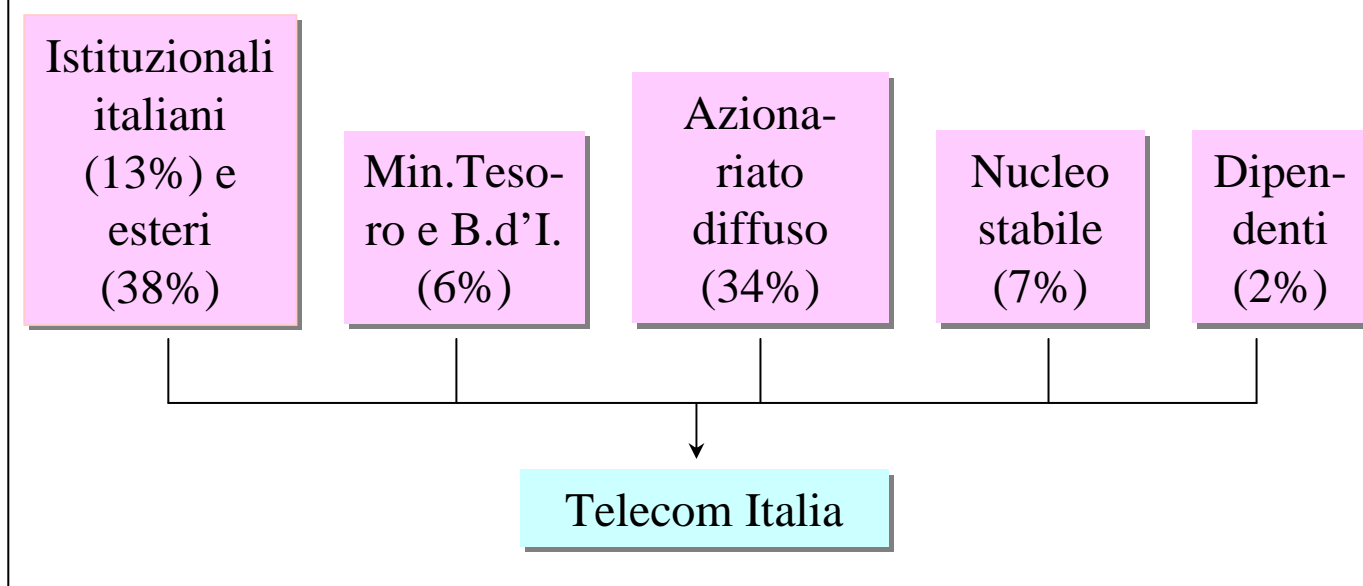 Istituzionali
italiani
(13%) e
esteri
(38%)
Min.Teso-
ro e B.d’I.
(6%)
Aziona-
riato
diffuso
(34%)
Nucleo
stabile
(7%)
Dipen-
denti
(2%)
Telecom Italia